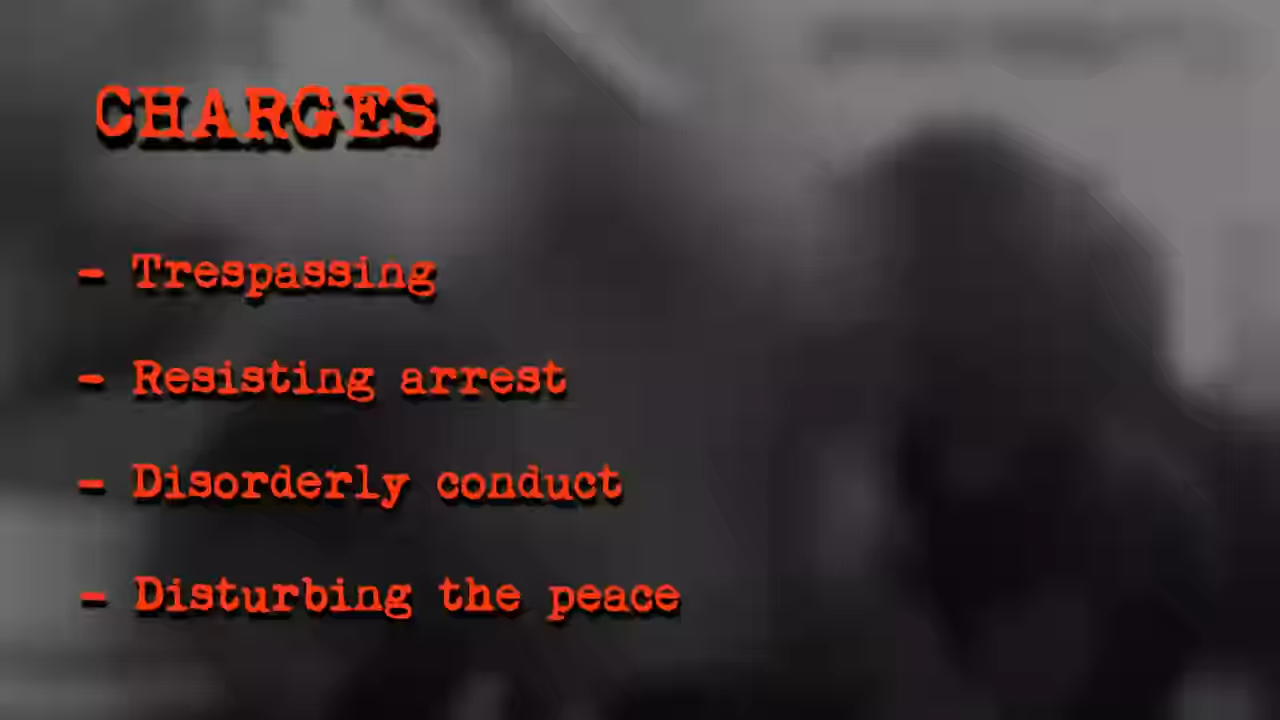 CHARGES
- Trespassing
- Resisting arrest
- Disorderly conduct
- Disturbing the peace